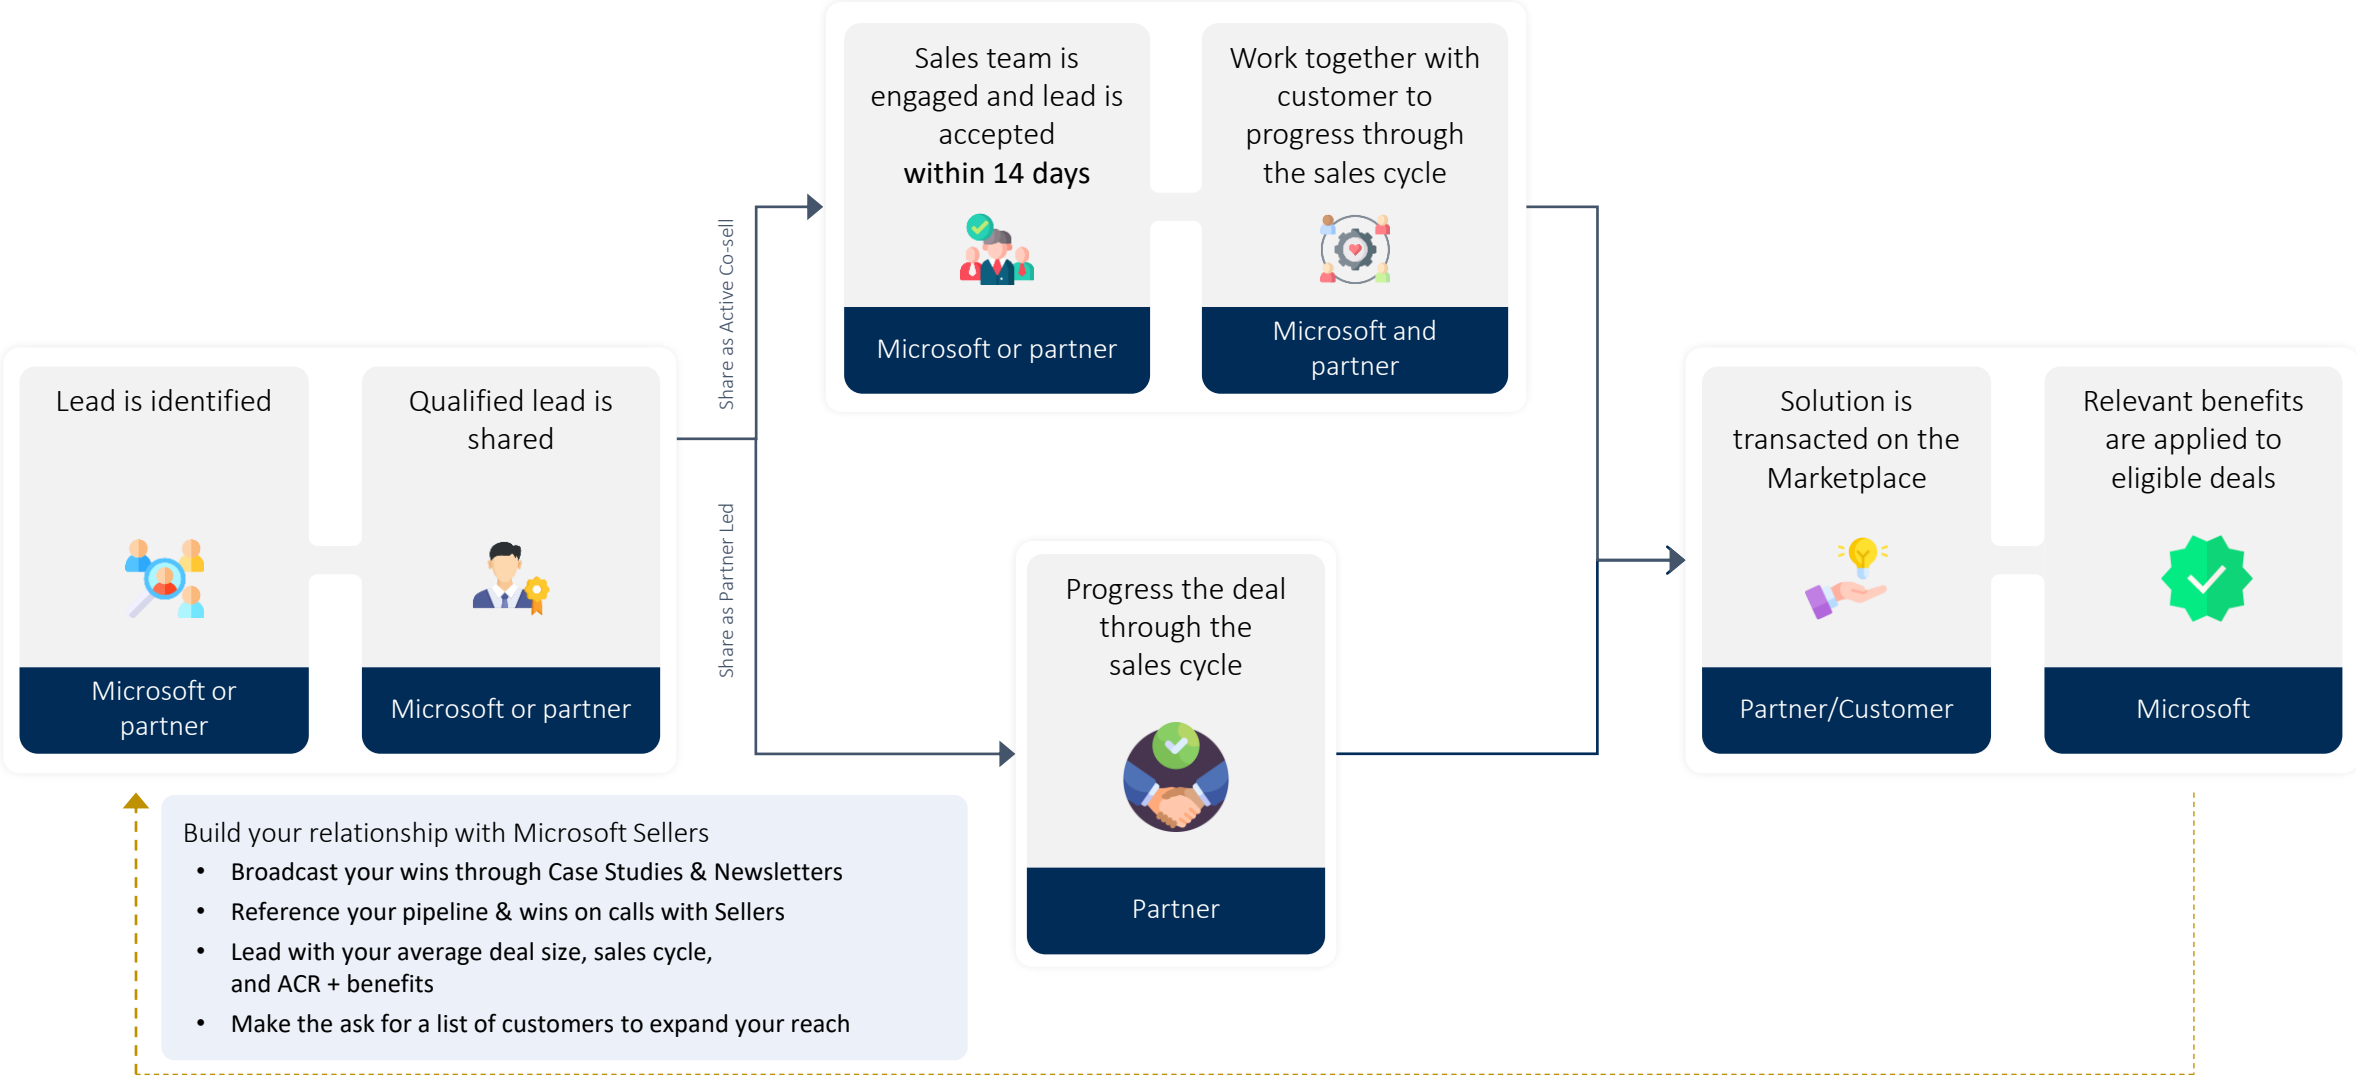 Lead is identified
Microsoft or
partner
Qualified lead is
shared
Microsoft or partner
Share as Active Co-sell
Share as Partner Led
Sales team is
engaged and lead is
accepted
within 14 days
Microsoft or partner
Work together with
customer to
progress through
the sales cycle
Microsoft and
partner
Progress the deal
through the
sales cycle
Partner
Solution is
transacted on the
Marketplace
Partner/Customer
Relevant benefits
are applied to
eligible deals
Microsoft
Build your relationship with Microsoft Sellers
• Broadcast your wins through Case Studies & Newsletters
• Reference your pipeline & wins on calls with Sellers
• Lead with your average deal size, sales cycle,
and ACR + benefits
• Make the ask for a list of customers to expand your reach